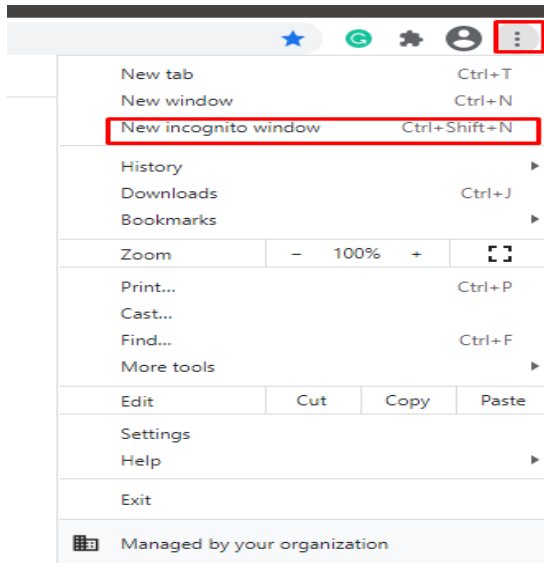 New tab Ctrl+T
New window Ctrl+N
New incognito window Ctrl+Shift+N
History
Downloads Ctrl+J
Bookmarks
Zoom − 100% +
Print... Ctrl+P
Cast...
Find... Ctrl+F
More tools
Edit Cut Copy Paste
Settings
Help
Exit
Managed by your organization